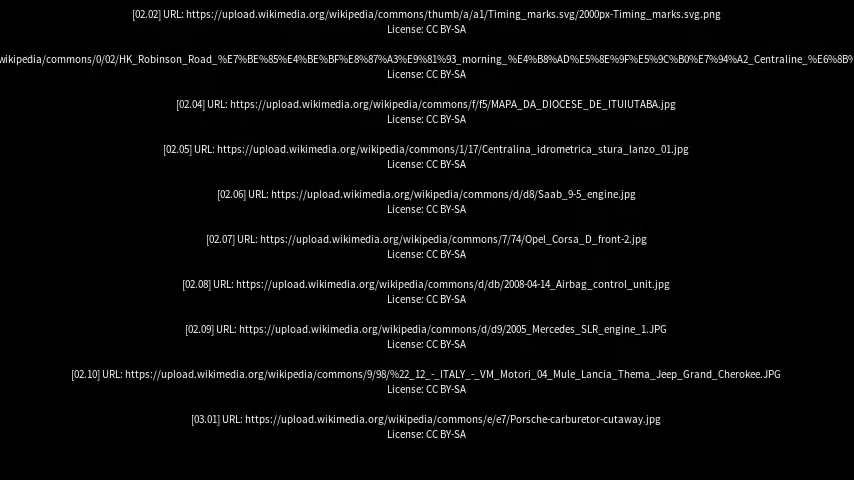 [02.02] URL: https://upload.wikimedia.org/wikipedia/commons/thumb/a/a1/Timing_marks.svg/2000px-Timing_marks.svg.png
License: CC BY-SA
wikipedia/commons/0/02/HK_Robinson_Road_%E7%BE%85%E4%BE%BF%E8%87%A3%E9%81%93_morning_%E4%B8%AD%E5%8E%9F%E5%9C%B0%E7%94%A2_Centraline_%E6%8B%
License: CC BY-SA
[02.04] URL: https://upload.wikimedia.org/wikipedia/commons/f/f5/MAPA_DA_DIOCESE_DE_ITUIUTABA.jpg
License: CC BY-SA
[02.05] URL: https://upload.wikimedia.org/wikipedia/commons/1/17/Centralina_idrometrica_stura_lanzo_01.jpg
License: CC BY-SA
[02.06] URL: https://upload.wikimedia.org/wikipedia/commons/d/d8/Saab_9-5_engine.jpg
License: CC BY-SA
[02.07] URL: https://upload.wikimedia.org/wikipedia/commons/7/74/Opel_Corsa_D_front-2.jpg
License: CC BY-SA
[02.08] URL: https://upload.wikimedia.org/wikipedia/commons/d/db/2008-04-14_Airbag_control_unit.jpg
License: CC BY-SA
[02.09] URL: https://upload.wikimedia.org/wikipedia/commons/d/d9/2005_Mercedes_SLR_engine_1.JPG
License: CC BY-SA
[02.10] URL: https://upload.wikimedia.org/wikipedia/commons/9/98/%22_12_-_ITALY_-_VM_Motori_04_Mule_Lancia_Thema_Jeep_Grand_Cherokee.JPG
License: CC BY-SA
[03.01] URL: https://upload.wikimedia.org/wikipedia/commons/e/e7/Porsche-carburetor-cutaway.jpg
License: CC BY-SA